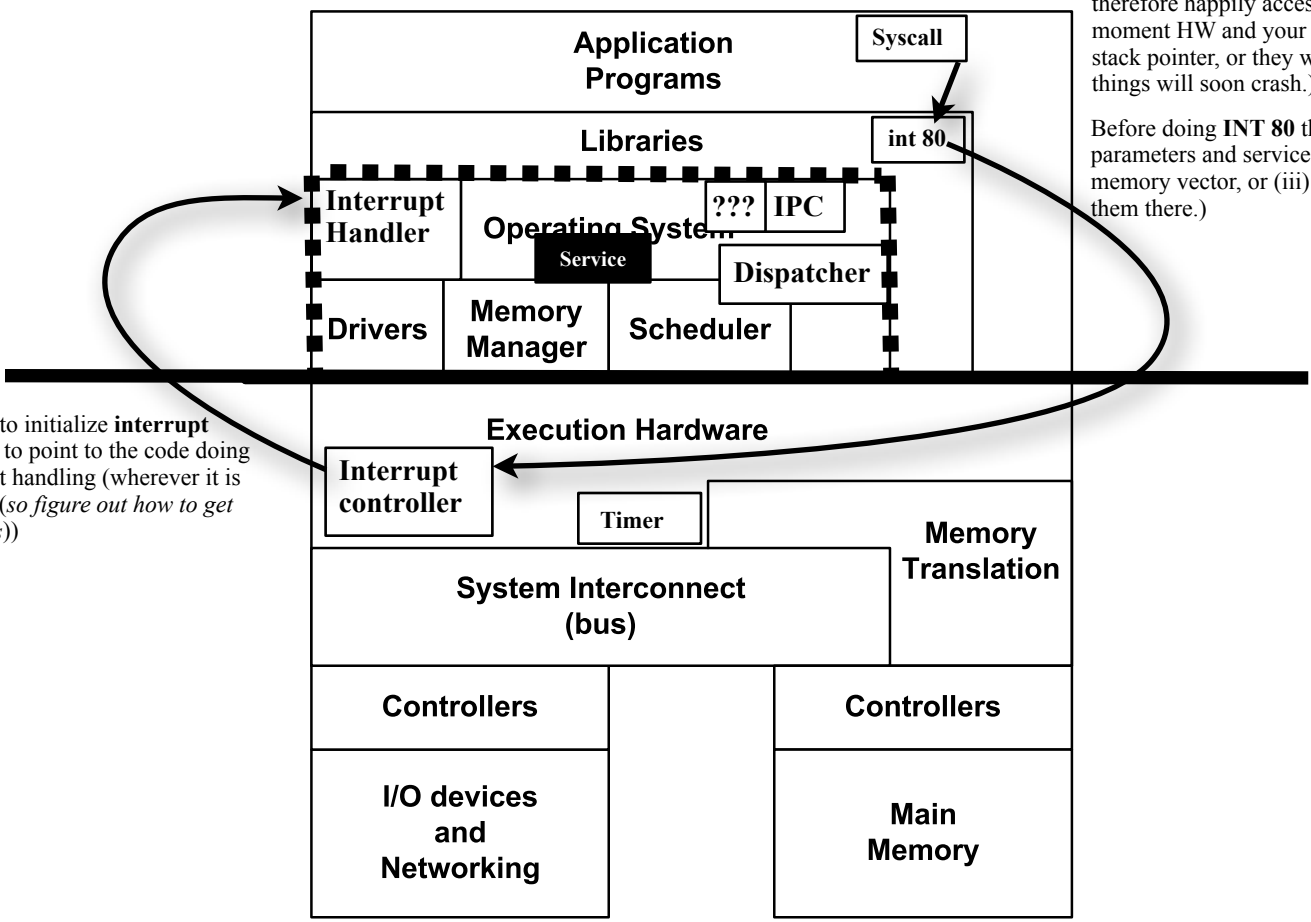 therefore happily acces
moment HW and your
stack pointer, or they w
things will soon crash.)
Before doing INT 80 th
parameters and service
memory vector, or (iii)
them there.)
Application
Programs
Syscall
Libraries
int 80
Interrupt
Handler
Operating System
??? IPC
Service
Dispatcher
Drivers
Memory
Manager
Scheduler
to initialize interrupt
to point to the code doing
t handling (wherever it is
(so figure out how to get
s))
Execution Hardware
Interrupt
controller
Timer
Memory
Translation
System Interconnect
(bus)
Controllers
Controllers
I/O devices
and
Networking
Main
Memory